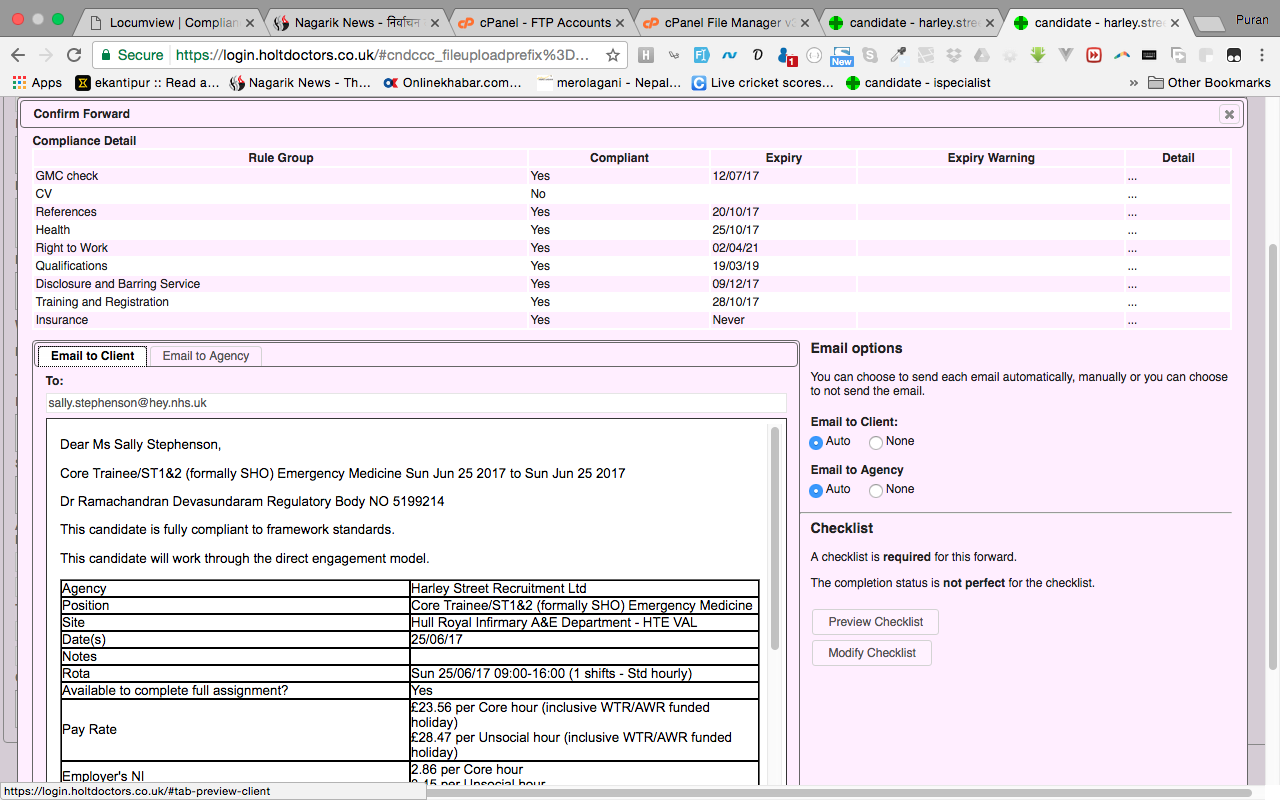 Locumview | Complian
Nagarik News - निर्वाचन
cPanel - FTP Accounts
cPanel File Manager v3
candidate - harley.stre
candidate - harley.stre
Puran
Secure
https://login.holtdoctors.co.uk/#cndccc_fileuploadprefix%3D...
New
1
Apps
ekantipur :: Read a...
Nagarik News - Th...
Onlinekhabar.com...
merolagani - Nepal...
Live cricket scores...
candidate - ispecialist
» Other Bookmarks
Confirm Forward
Compliance Detail
Rule Group Compliant Expiry Expiry Warning Detail
GMC check Yes 12/07/17 ...
CV No ...
References Yes 20/10/17 ...
Health Yes 25/10/17 ...
Right to Work Yes 02/04/21 ...
Qualifications Yes 19/03/19 ...
Disclosure and Barring Service Yes 09/12/17 ...
Training and Registration Yes 28/10/17 ...
Insurance Yes Never ...
Email to Client Email to Agency
To:
sally.stephenson@hey.nhs.uk
Dear Ms Sally Stephenson,
Core Trainee/ST1&2 (formally SHO) Emergency Medicine Sun Jun 25 2017 to Sun Jun 25 2017
Dr Ramachandran Devasundaram Regulatory Body NO 5199214
This candidate is fully compliant to framework standards.
This candidate will work through the direct engagement model.
Agency Harley Street Recruitment Ltd
Position Core Trainee/ST1&2 (formally SHO) Emergency Medicine
Site Hull Royal Infirmary A&E Department - HTE VAL
Date(s) 25/06/17
Notes
Rota Sun 25/06/17 09:00-16:00 (1 shifts - Std hourly)
Available to complete full assignment? Yes
Pay Rate £23.56 per Core hour (inclusive WTR/AWR funded
holiday)
£28.47 per Unsocial hour (inclusive WTR/AWR funded
holiday)
Employer's NI 2.86 per Core hour
Email options
You can choose to send each email automatically, manually or you can choose
to not send the email.
Email to Client:
Auto None
Email to Agency
Auto None
Checklist
A checklist is required for this forward.
The completion status is not perfect for the checklist.
Preview Checklist
Modify Checklist
https://login.holtdoctors.co.uk/#tab-preview-client